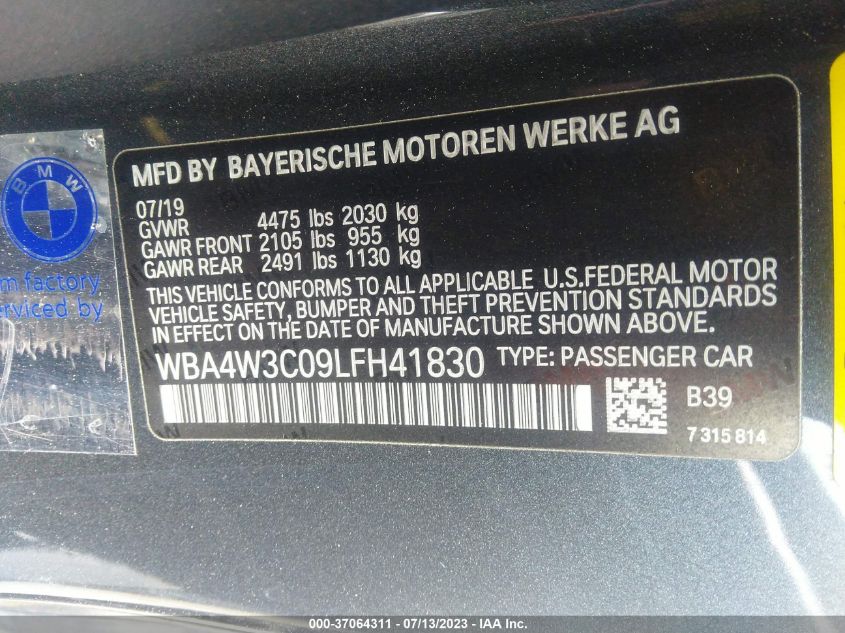 MFD BY BAYERISCHE MOTOREN WERKE AG
07/19
GVWR 4475 lbs 2030 kg
GAWR FRONT 2105 lbs 955 kg
GAWR REAR 2491 lbs 1130 kg
THIS VEHICLE CONFORMS TO ALL APPLICABLE U.S.FEDERAL MOTOR
VEHICLE SAFETY, BUMPER AND THEFT PREVENTION STANDARDS
IN EFFECT ON THE DATE OF MANUFACTURE SHOWN ABOVE.
WBA4W3C09LFH41830 TYPE: PASSENGER CAR
B39
7 315 814
BMW
factory
by
000-37064311 - 07/13/2023 - IAA Inc.